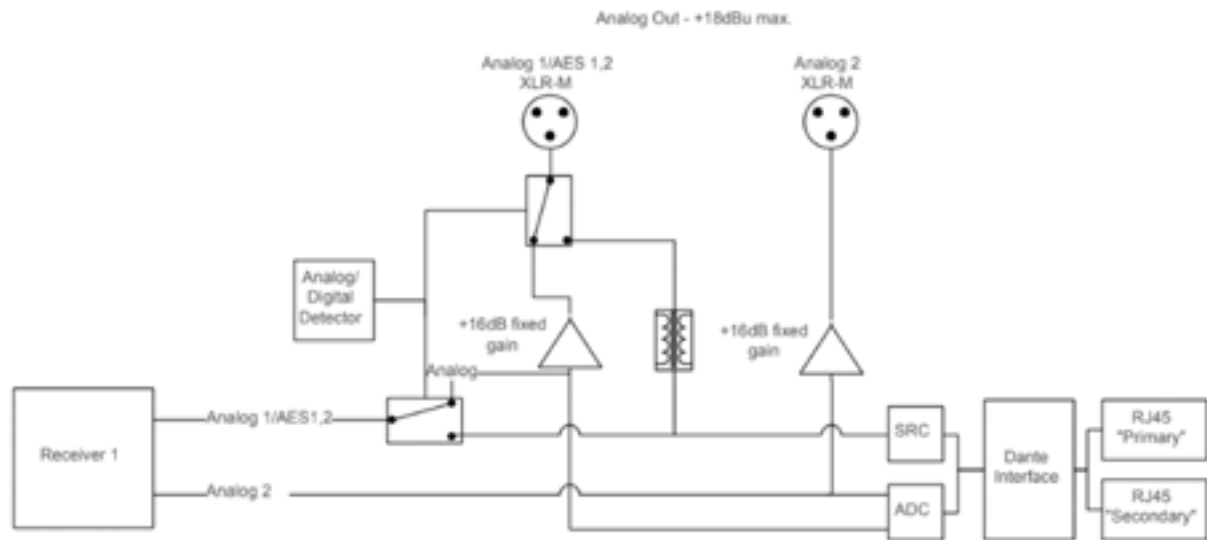 Analog Out - +18dBu max.
Analog 1/AES 1,2
XLR-M
Analog 2
XLR-M
Analog/
Digital
Detector
+16dB fixed
gain
+16dB fixed
gain
Analog
Receiver 1
Analog 1/AES1,2
Analog 2
SRC
ADC
Dante
Interface
RJ45
"Primary"
RJ45
"Secondary"